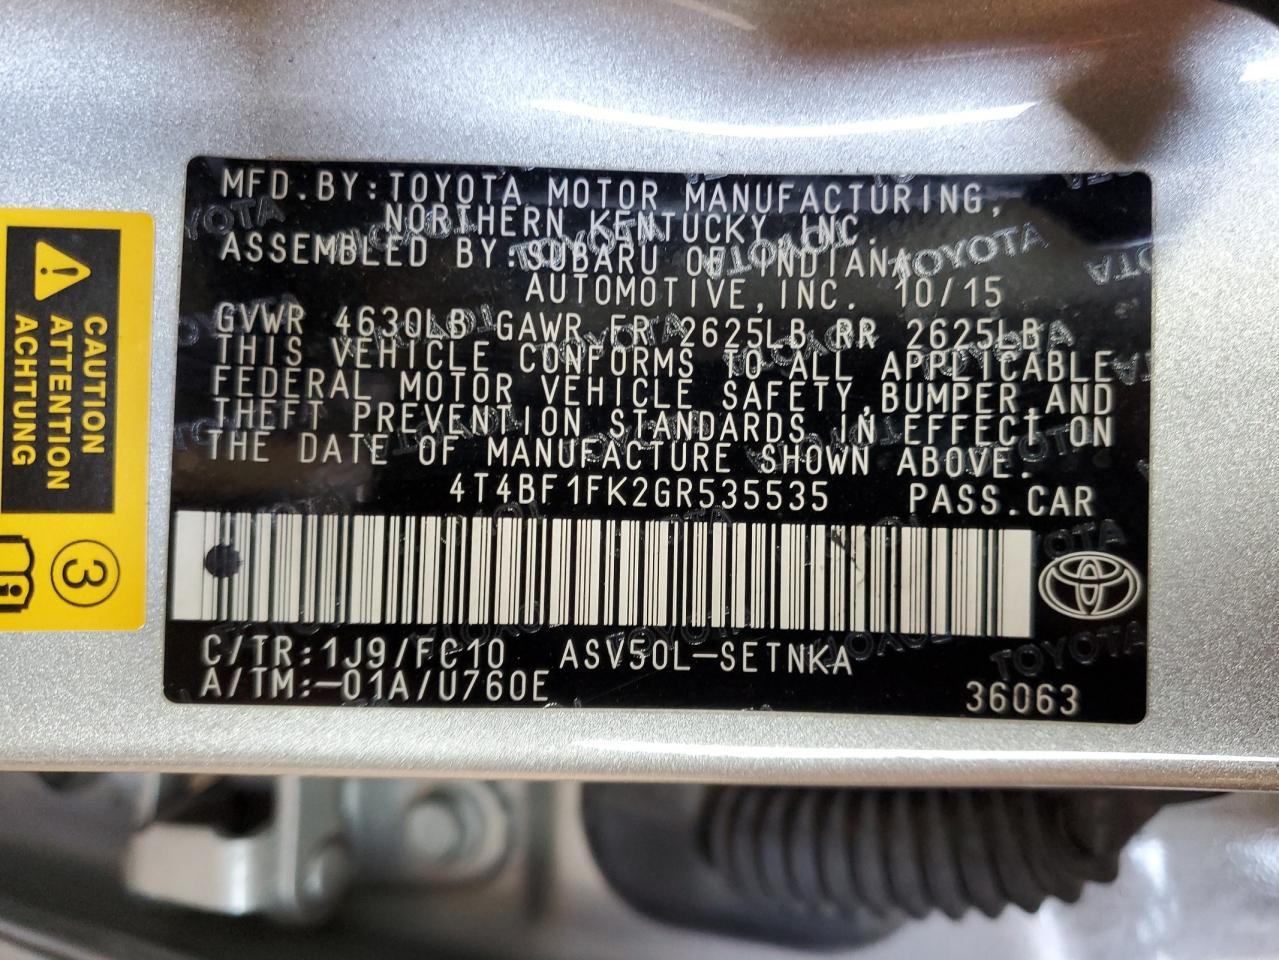 MFD.BY:TOYOTA MOTOR MANUFACTURING,
NORTHERN KENTUCKY, INC.
ASSEMBLED BY:SUBARU OF INDIANA
AUTOMOTIVE,INC. 10/15
GVWR 4630LB GAWR FR 2625LB RR 2625LB
THIS VEHICLE CONFORMS TO ALL APPLICABLE
FEDERAL MOTOR VEHICLE SAFETY,BUMPER,AND
THEFT PREVENTION STANDARDS IN EFFECT ON
THE DATE OF MANUFACTURE SHOWN ABOVE.
4T4BF1FK2GR535535 PASS.CAR
C/TR:1J9/FC10 ASV50L-SETNKA
A/TM:-01A/U760E 36063
CAUTION
ATTENTION
ACHTUNG
3